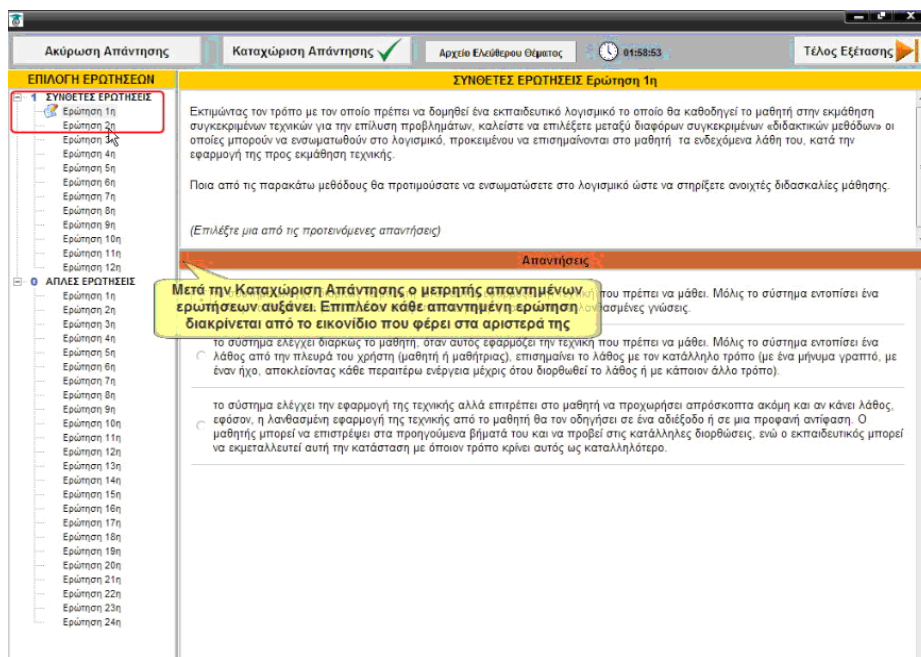 Ακύρωση Απάντησης
Καταχώριση Απάντησης
Αρχείο Ελεύθερου Θέματος
01:58:53
Τέλος Εξέτασης
ΕΠΙΛΟΓΗ ΕΡΩΤΗΣΕΩΝ
1 ΣΥΝΘΕΤΕΣ ΕΡΩΤΗΣΕΙΣ
Ερώτηση 1η
Ερώτηση 2η
Ερώτηση 3η
Ερώτηση 4η
Ερώτηση 5η
Ερώτηση 6η
Ερώτηση 7η
Ερώτηση 8η
Ερώτηση 9η
Ερώτηση 10η
Ερώτηση 11η
Ερώτηση 12η
0 ΑΠΛΕΣ ΕΡΩΤΗΣΕΙΣ
Ερώτηση 1η
Ερώτηση 2η
Ερώτηση 3η
Ερώτηση 4η
Ερώτηση 5η
Ερώτηση 6η
Ερώτηση 7η
Ερώτηση 8η
Ερώτηση 9η
Ερώτηση 10η
Ερώτηση 11η
Ερώτηση 12η
Ερώτηση 13η
Ερώτηση 14η
Ερώτηση 15η
Ερώτηση 16η
Ερώτηση 17η
Ερώτηση 18η
Ερώτηση 19η
Ερώτηση 20η
Ερώτηση 21η
Ερώτηση 22η
Ερώτηση 23η
Ερώτηση 24η
ΣΥΝΘΕΤΕΣ ΕΡΩΤΗΣΕΙΣ Ερώτηση 1η
Εκτιμώντας τον τρόπο με τον οποίο πρέπει να δομηθεί ένα εκπαιδευτικό λογισμικό το οποίο θα καθοδηγεί το μαθητή στην εκμάθηση
συγκεκριμένων τεχνικών για την επίλυση προβλημάτων, καλείστε να επιλέξετε μεταξύ διαφόρων συγκεκριμένων «διδακτικών μεθόδων» οι
οποίες μπορούν να ενσωματωθούν στο λογισμικό, προκειμένου να επισημαίνονται στο μαθητή τα ενδεχόμενα λάθη του, κατά την
εφαρμογή της προς εκμάθηση τεχνικής.
Ποια από τις παρακάτω μεθόδους θα προτιμούσατε να ενσωματώσετε στο λογισμικό ώστε να στηρίξετε ανοιχτές διδασκαλίες μάθησης.
(Επιλέξτε μια από τις προτεινόμενες απαντήσεις)
Απαντήσεις
που πρέπει να μάθει. Μόλις το σύστημα εντοπίσει ένα
γνώσεις.
Μετά την Καταχώριση Απάντησης ο μετρητής απαντημένων
ερωτήσεων αυξάνει. Επιπλέον κάθε απαντημένη ερώτηση
διακρίνεται από το εικονίδιο που φέρει στα αριστερά της
το σύστημα ελέγχει διαρκώς το μαθητή, όταν αυτός εφαρμόζει την τεχνική που πρέπει να μάθει. Μόλις το σύστημα εντοπίσει ένα
λάθος από την πλευρά του χρήστη (μαθητή ή μαθήτριας), επισημαίνει το λάθος με τον κατάλληλο τρόπο (με ένα μήνυμα γραπτό, με
έναν ήχο, αποκλείοντας κάθε περαιτέρω ενέργεια μέχρις ότου διορθωθεί το λάθος ή με κάποιον άλλο τρόπο).
το σύστημα ελέγχει την εφαρμογή της τεχνικής αλλά επιτρέπει στο μαθητή να προχωρήσει απρόσκοπτα ακόμη και αν κάνει λάθος,
εφόσον, η λανθασμένη εφαρμογή της τεχνικής από το μαθητή θα τον οδηγήσει σε ένα αδιέξοδο ή σε μια προφανή αντίφαση. Ο
μαθητής μπορεί να επιστρέψει στα προηγούμενα βήματά του και να προβεί στις κατάλληλες διορθώσεις, ενώ ο εκπαιδευτικός μπορεί
να εκμεταλλευτεί αυτή την κατάσταση με όποιον τρόπο κρίνει αυτός ως καταλληλότερο.